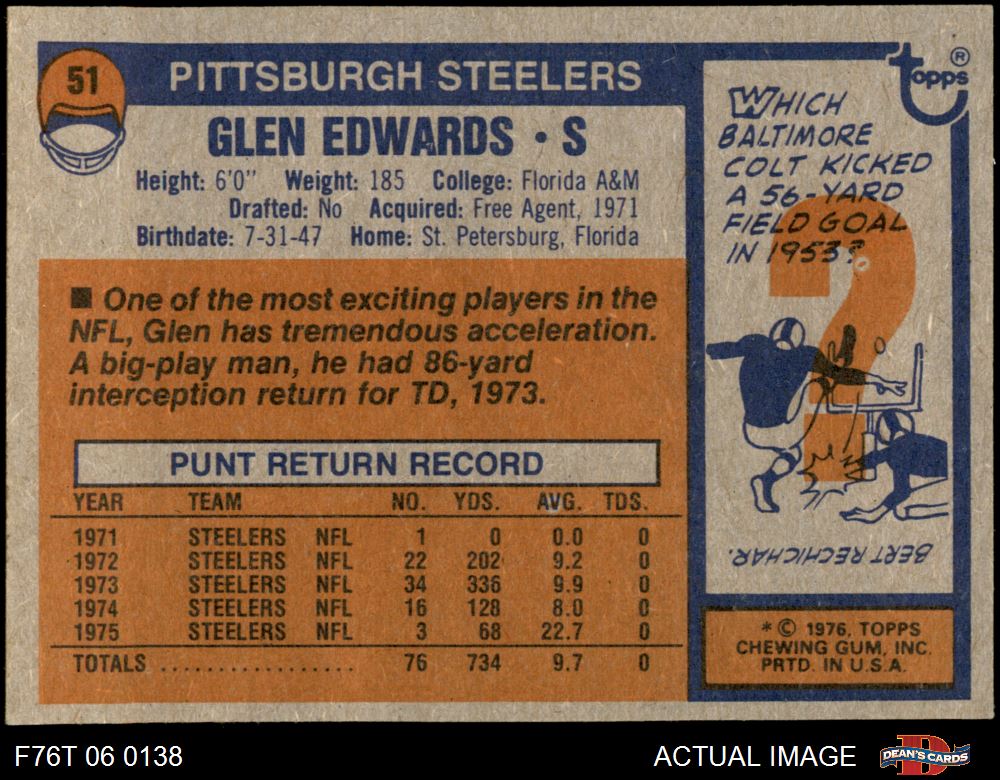 51
PITTSBURGH STEELERS
GLEN EDWARDS • S
Height: 6'0" Weight: 185 College: Florida A&M
Drafted: No Acquired: Free Agent, 1971
Birthdate: 7-31-47 Home: St. Petersburg, Florida
■ One of the most exciting players in the
NFL, Glen has tremendous acceleration.
A big-play man, he had 86-yard
interception return for TD, 1973.
PUNT RETURN RECORD
YEAR TEAM NO. YDS. AVG. TDS.
1971 STEELERS NFL 1 0 0.0 0
1972 STEELERS NFL 22 202 9.2 0
1973 STEELERS NFL 34 336 9.9 0
1974 STEELERS NFL 16 128 8.0 0
1975 STEELERS NFL 3 68 22.7 0
TOTALS .................. 76 734 9.7 0
topps ®
WHICH
BALTIMORE
COLT KICKED
A 56-YARD
FIELD GOAL
IN 1953?
?
BERT RECHICHAR.
* © 1976, TOPPS
CHEWING GUM, INC.
PRTD. IN U.S.A.
F76T 06 0138
ACTUAL IMAGE
DEAN'S CARDS